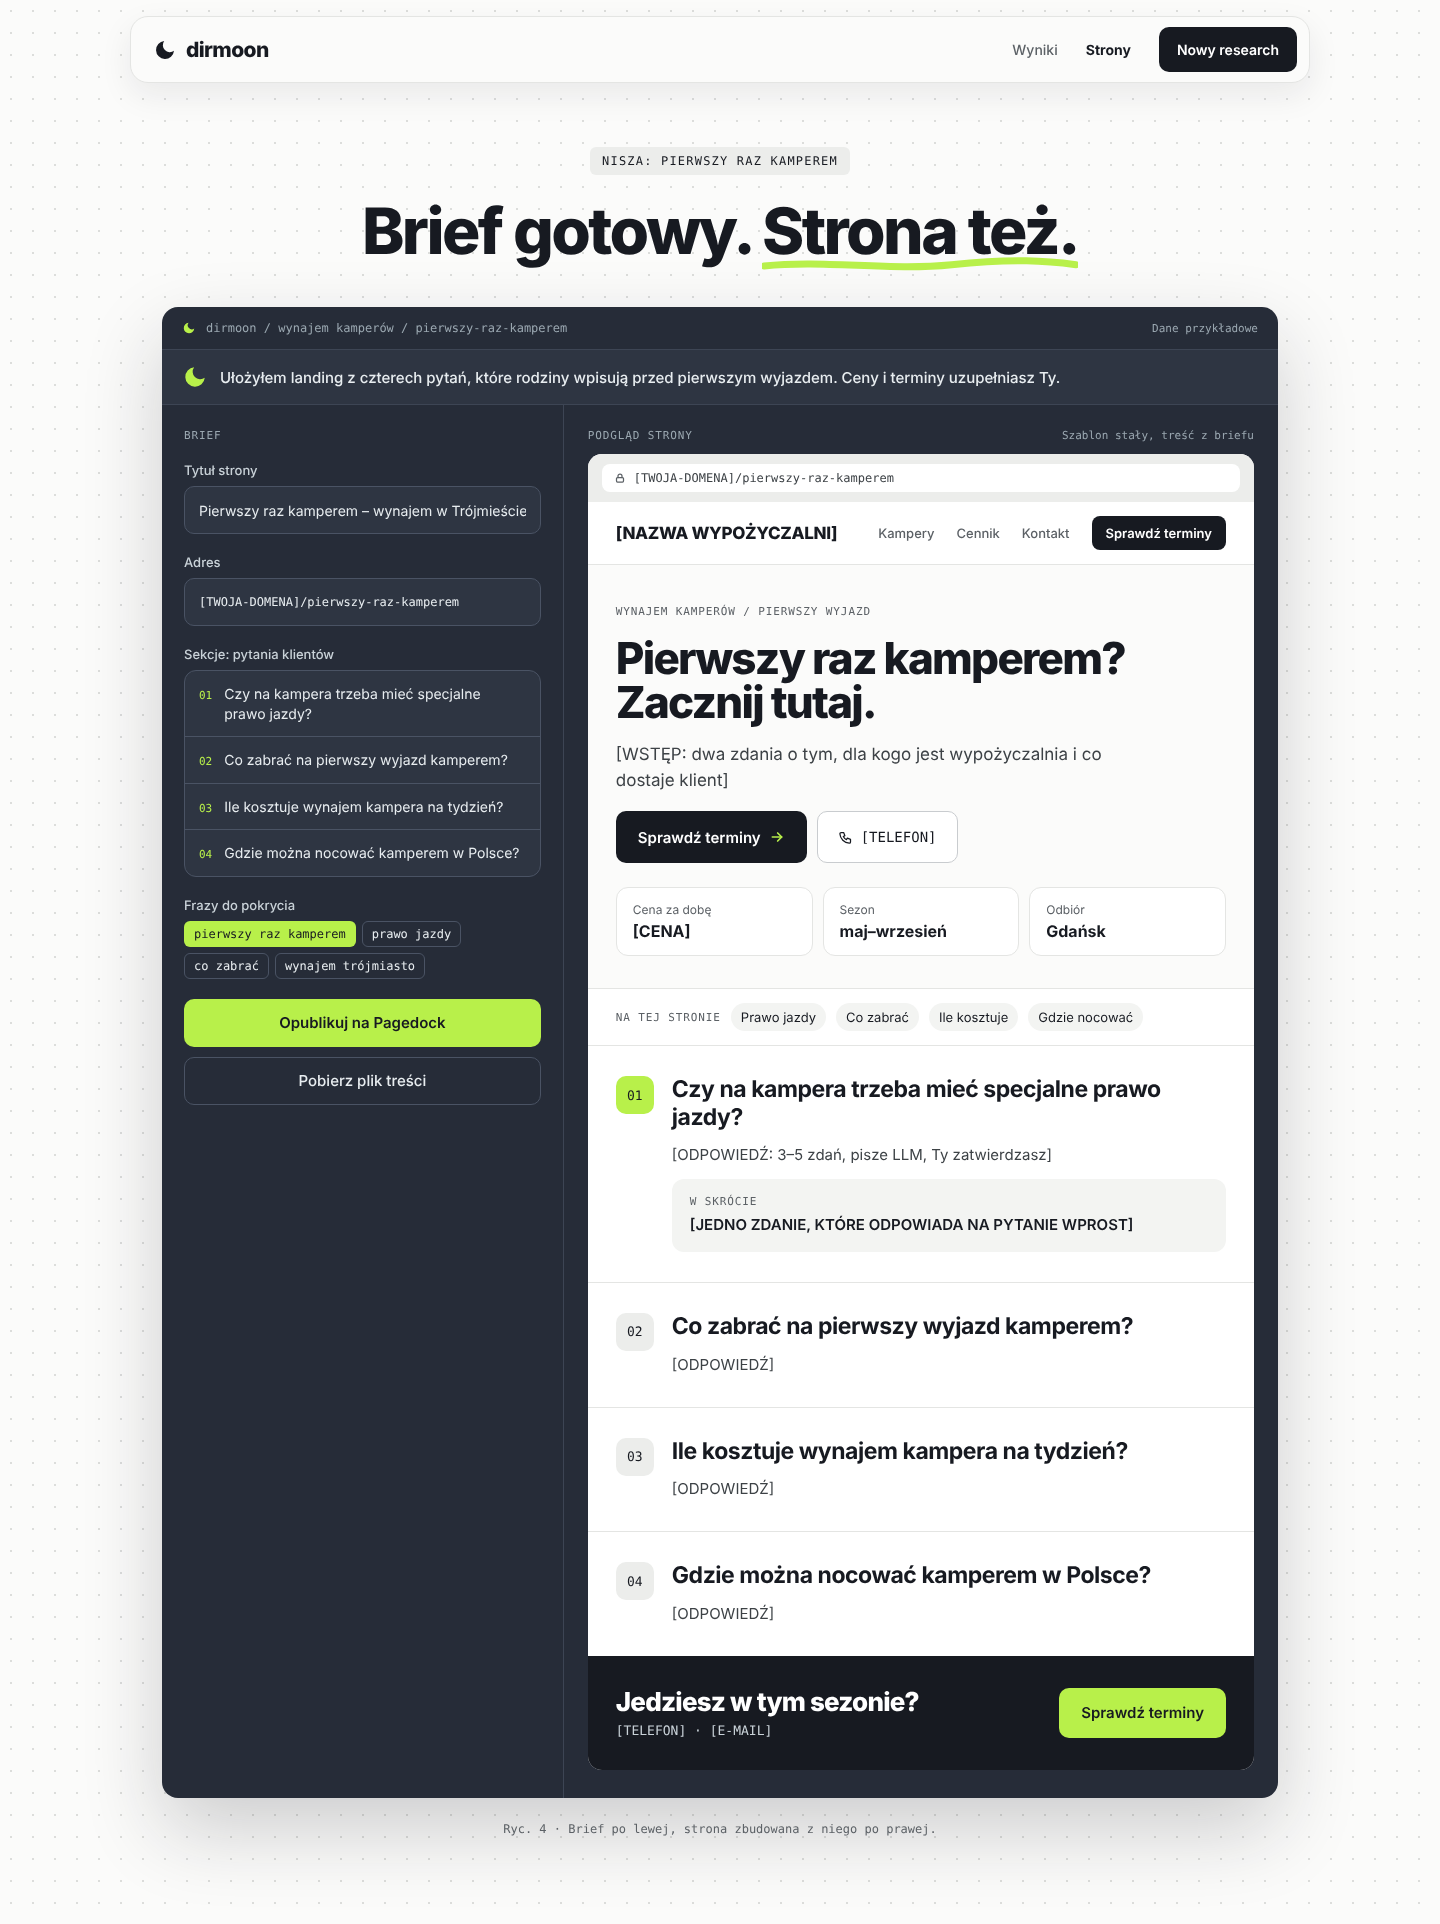 dirmoon
Wyniki
Strony
Nowy research
NISZA: PIERWSZY RAZ KAMPEREM
Brief gotowy. Strona też.
dirmoon / wynajem kamperów / pierwszy-raz-kamperem
Dane przykładowe
Ułożyłem landing z czterech pytań, które rodziny wpisują przed pierwszym wyjazdem. Ceny i terminy uzupełniasz Ty.
BRIEF
Tytuł strony
Pierwszy raz kamperem – wynajem w Trójmieście
Adres
[TWOJA-DOMENA]/pierwszy-raz-kamperem
Sekcje: pytania klientów
01 Czy na kampera trzeba mieć specjalne
prawo jazdy?
02 Co zabrać na pierwszy wyjazd kamperem?
03 Ile kosztuje wynajem kampera na tydzień?
04 Gdzie można nocować kamperem w Polsce?
Frazy do pokrycia
pierwszy raz kamperem
prawo jazdy
co zabrać
wynajem trójmiasto
Opublikuj na Pagedock
Pobierz plik treści
PODGLĄD STRONY
Szablon stały, treść z briefu
[TWOJA-DOMENA]/pierwszy-raz-kamperem
[NAZWA WYPOŻYCZALNI]
Kampery
Cennik
Kontakt
Sprawdź terminy
WYNAJEM KAMPERÓW / PIERWSZY WYJAZD
Pierwszy raz kamperem?
Zacznij tutaj.
[WSTĘP: dwa zdania o tym, dla kogo jest wypożyczalnia i co
dostaje klient]
Sprawdź terminy →
[TELEFON]
Cena za dobę
[CENA]
Sezon
maj–wrzesień
Odbiór
Gdańsk
NA TEJ STRONIE
Prawo jazdy
Co zabrać
Ile kosztuje
Gdzie nocować
01 Czy na kampera trzeba mieć specjalne prawo
jazdy?
[ODPOWIEDŹ: 3–5 zdań, pisze LLM, Ty zatwierdzasz]
W SKRÓCIE
[JEDNO ZDANIE, KTÓRE ODPOWIADA NA PYTANIE WPROST]
02 Co zabrać na pierwszy wyjazd kamperem?
[ODPOWIEDŹ]
03 Ile kosztuje wynajem kampera na tydzień?
[ODPOWIEDŹ]
04 Gdzie można nocować kamperem w Polsce?
[ODPOWIEDŹ]
Jedziesz w tym sezonie?
[TELEFON] · [E-MAIL]
Sprawdź terminy
Ryc. 4 · Brief po lewej, strona zbudowana z niego po prawej.